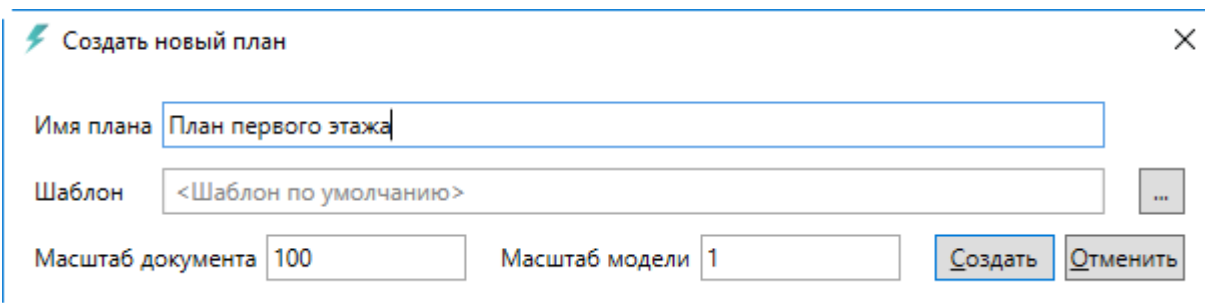 Создать новый план
Имя плана План первого этажа
Шаблон <Шаблон по умолчанию> ...
Масштаб документа 100 Масштаб модели 1 Создать Отменить